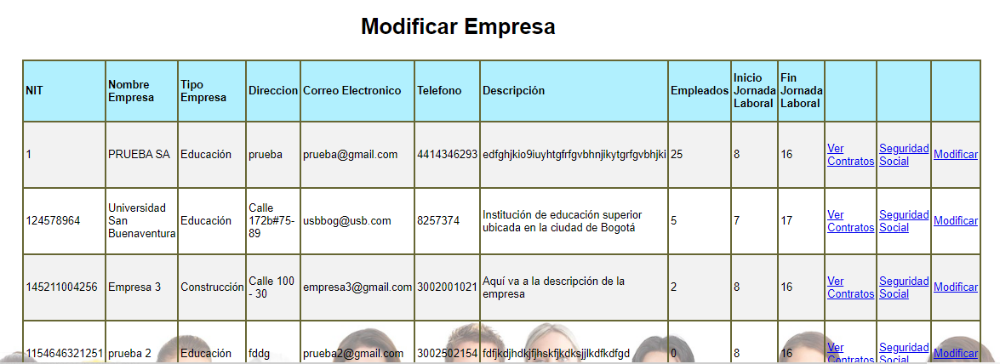 Modificar Empresa
NIT Nombre Empresa Tipo Empresa Direccion Correo Electronico Telefono Descripción Empleados Inicio Jornada Laboral Fin Jornada Laboral
1 PRUEBA SA Educación prueba prueba@gmail.com 4414346293 edfghjkio9iuyhtgfrfgvbhnjikytgrfgvbhjki 25 8 16 Ver Contratos Seguridad Social Modificar
124578964 Universidad San Buenaventura Educación Calle 172b#75-89 usbbog@usb.com 8257374 Institución de educación superior ubicada en la ciudad de Bogotá 5 7 17 Ver Contratos Seguridad Social Modificar
145211004256 Empresa 3 Construcción Calle 100 - 30 empresa3@gmail.com 3002001021 Aquí va a la descripción de la empresa 2 8 16 Ver Contratos Seguridad Social Modificar
1154646321251 prueba 2 Educación fddg prueba2@gmail.com 3002502154 fdfjkdjhdkjfjhskfjkdksjjlkdfkdfgd 0 8 16 Ver Contratos Seguridad Social Modificar